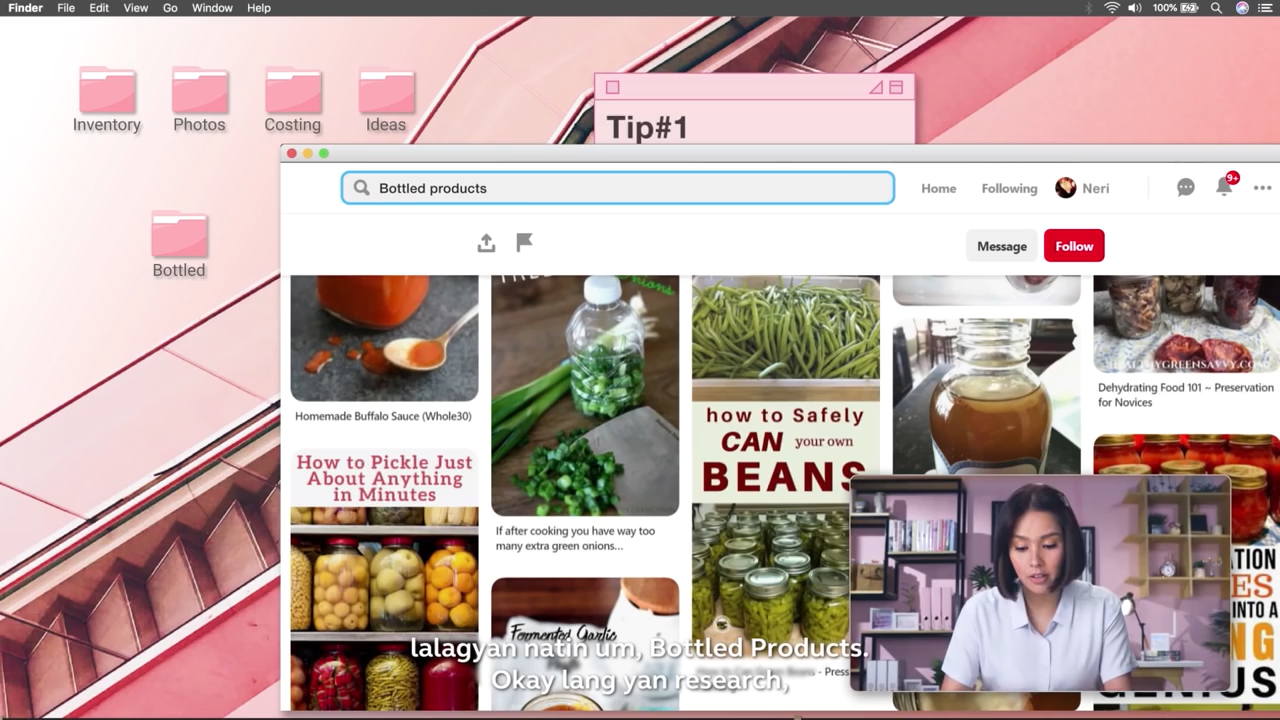 Finder File Edit View Go Window Help
100%
Inventory
Photos
Costing
Ideas
Bottled
Tip#1
Bottled products
Home
Following
Neri
9+
Message
Follow
Homemade Buffalo Sauce (Whole30)
How to Pickle Just
About Anything
in Minutes
If after cooking you have way too
many extra green onions...
Fermented Garlic
how to Safely
CAN your own
BEANS
- Press
Dehydrating Food 101 ~ Preservation
for Novices
INTO A
lalagyan natin um, Bottled Products.
Okay lang yan research,